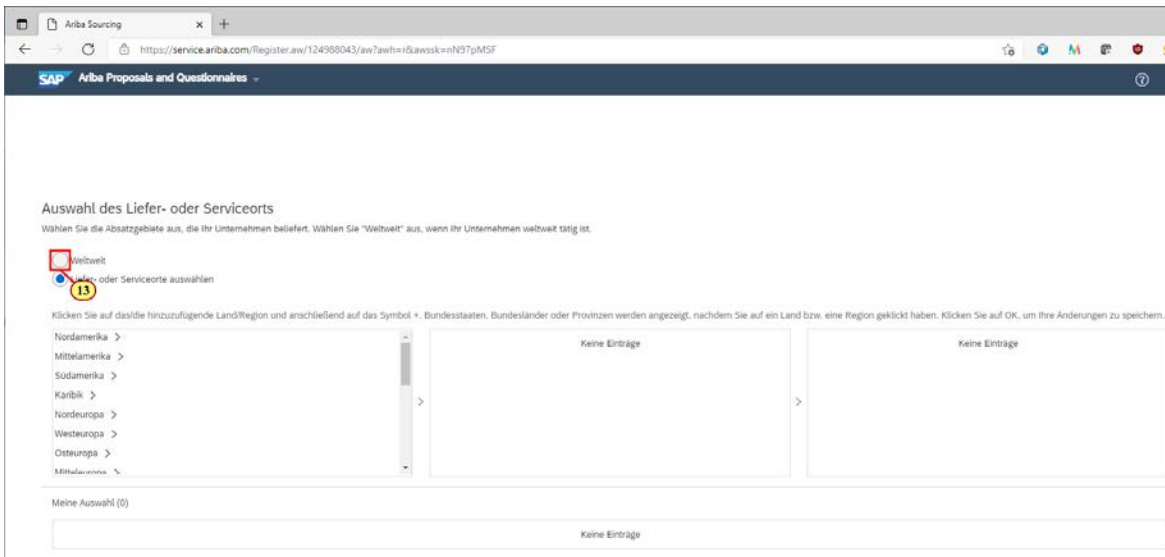 Ariba Sourcing
https://service.ariba.com/Register.aw/124988043/aw?awh=r&awssk=nN97pMSF
SAP Ariba Proposals and Questionnaires
Auswahl des Liefer- oder Serviceorts
Wählen Sie die Absatzgebiete aus, die Ihr Unternehmen beliefert. Wählen Sie "Weltweit" aus, wenn Ihr Unternehmen weltweit tätig ist.
Weltweit
Liefer- oder Serviceorte auswählen
13
Klicken Sie auf das/die hinzuzufügende Land/Region und anschließend auf das Symbol +. Bundesstaaten, Bundesländer oder Provinzen werden angezeigt, nachdem Sie auf ein Land bzw. eine Region geklickt haben. Klicken Sie auf OK, um Ihre Änderungen zu speichern.
Nordamerika >
Keine Einträge
Keine Einträge
Mittelamerika >
Südamerika >
Karibik >
Nordeuropa >
Westeuropa >
Osteuropa >
Mitteleuropa >
Meine Auswahl (0)
Keine Einträge